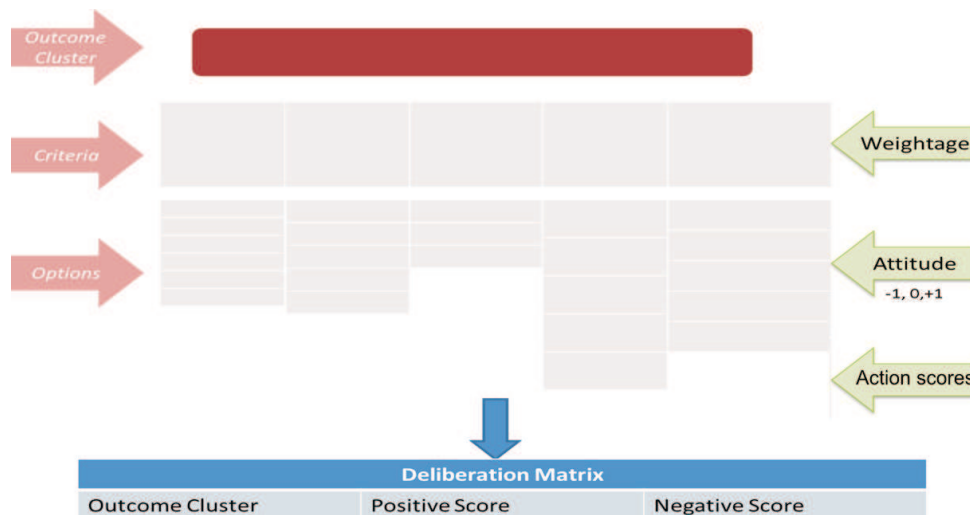 Outcome
Cluster
Criteria
Weightage
Options
Attitude
-1, 0,+1
Action scores
Deliberation Matrix
Outcome Cluster Positive Score Negative Score